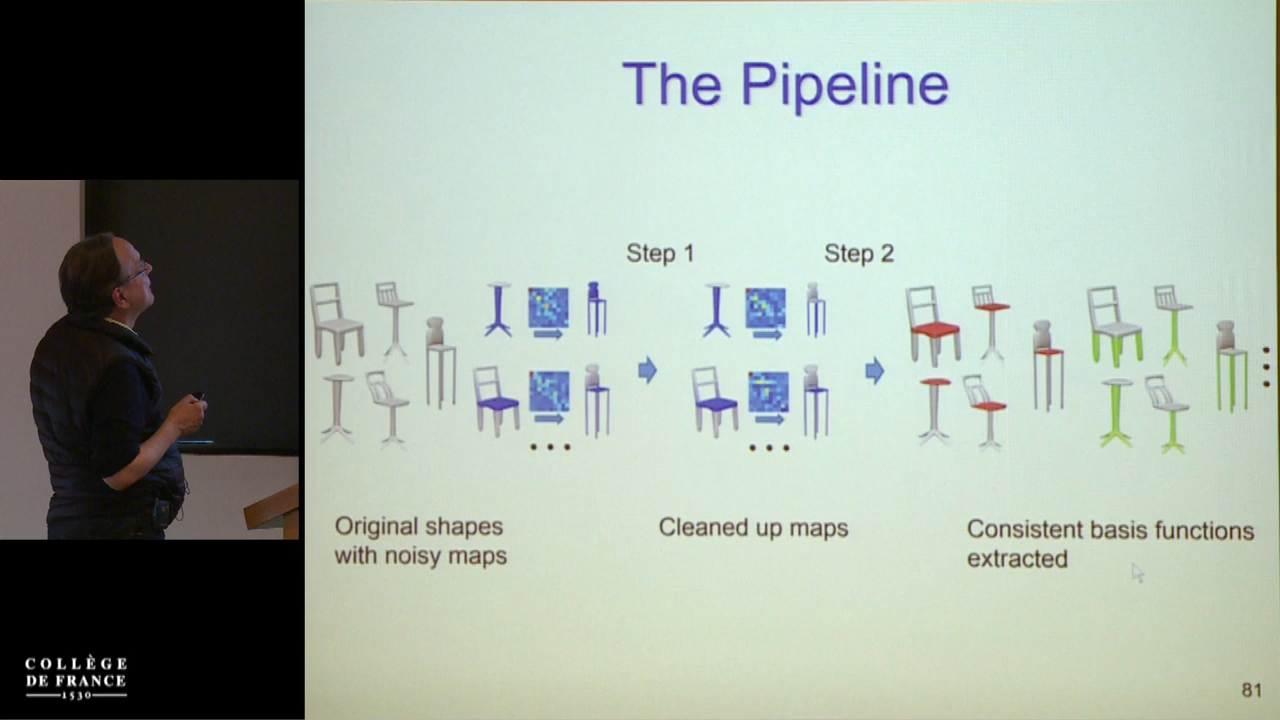 The Pipeline
Step 1
Step 2
Original shapes
with noisy maps
Cleaned up maps
Consistent basis functions
extracted
81
COLLÈGE
DE FRANCE
1530